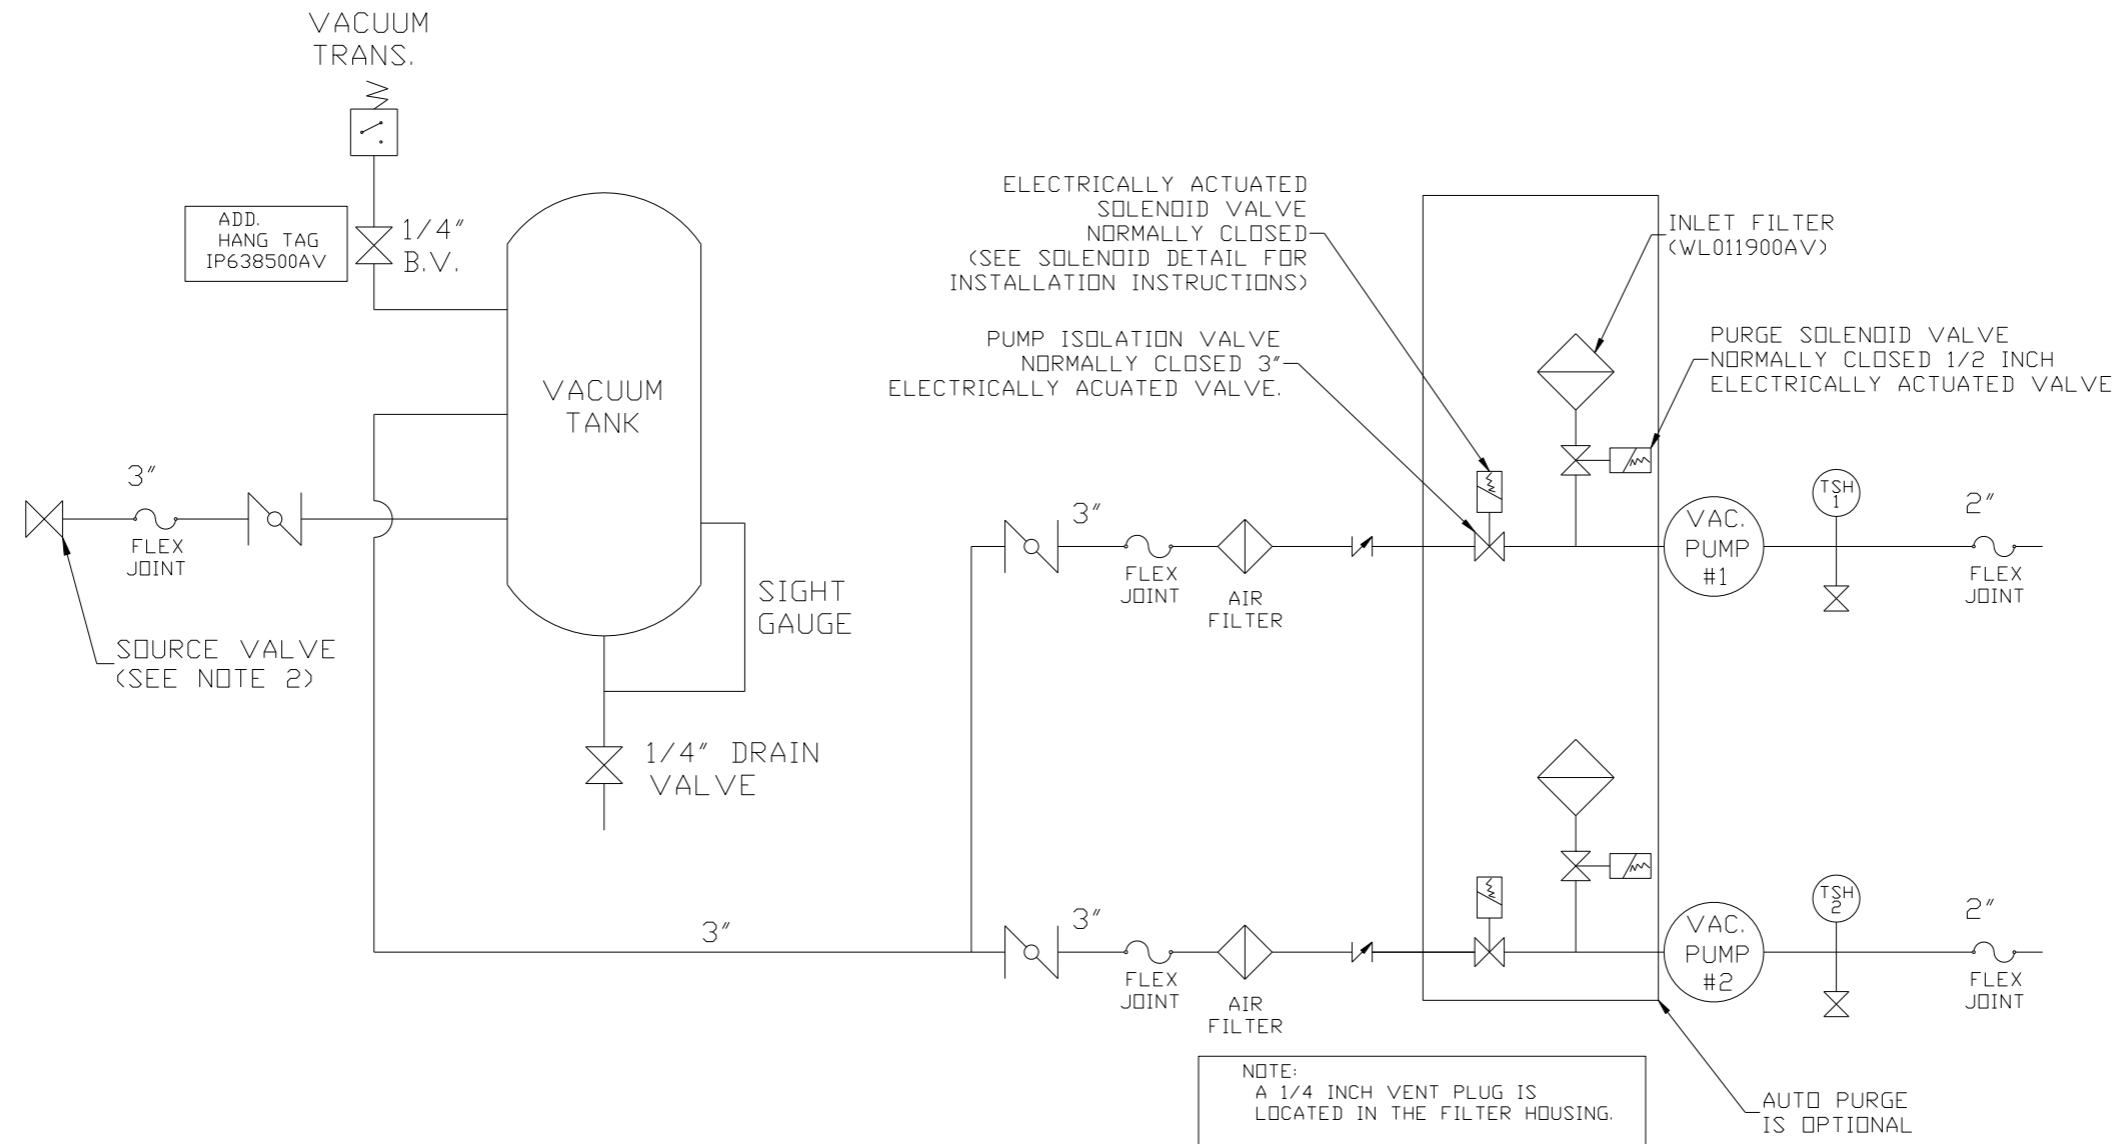 VACUUM
TRANS.
ADD.
HANG TAG
IP638500AV
1/4"
B.V.
VACUUM
TANK
3"
FLEX
JOINT
SOURCE VALVE
(SEE NOTE 2)
SIGHT
GAUGE
1/4" DRAIN
VALVE
3"
ELECTRICALLY ACTUATED
SOLENOID VALVE
NORMALLY CLOSED
(SEE SOLENOID DETAIL FOR
INSTALLATION INSTRUCTIONS)
PUMP ISOLATION VALVE
NORMALLY CLOSED 3"
ELECTRICALLY ACUATED VALVE.
INLET FILTER
(WL011900AV)
PURGE SOLENOID VALVE
NORMALLY CLOSED 1/2 INCH
ELECTRICALLY ACTUATED VALVE
3"
FLEX
JOINT
AIR
FILTER
VAC.
PUMP
#1
TSH
1
2"
FLEX
JOINT
3"
FLEX
JOINT
AIR
FILTER
VAC.
PUMP
#2
TSH
2
2"
FLEX
JOINT
NOTE:
A 1/4 INCH VENT PLUG IS
LOCATED IN THE FILTER HOUSING.
AUTO PURGE
IS OPTIONAL